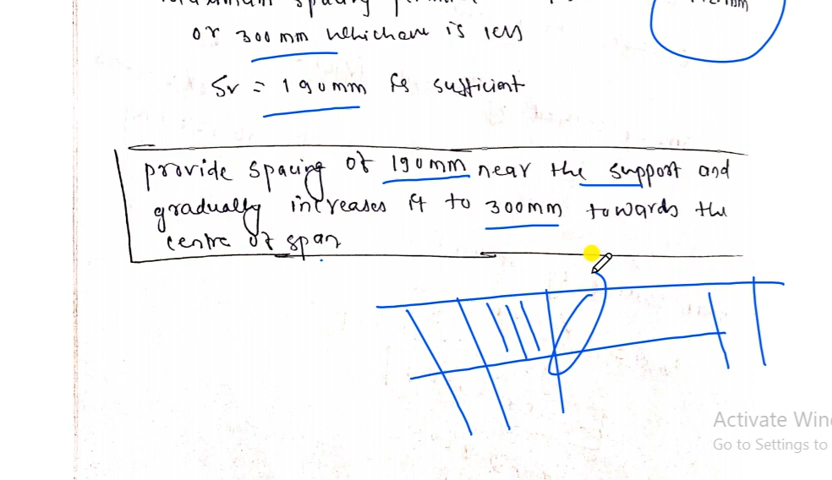 or 300 mm whichever is less
Sv = 190mm is sufficient
provide spacing of 190mm near the support and
gradually increases it to 300mm towards the
centre of span
Activate Win
Go to Settings to